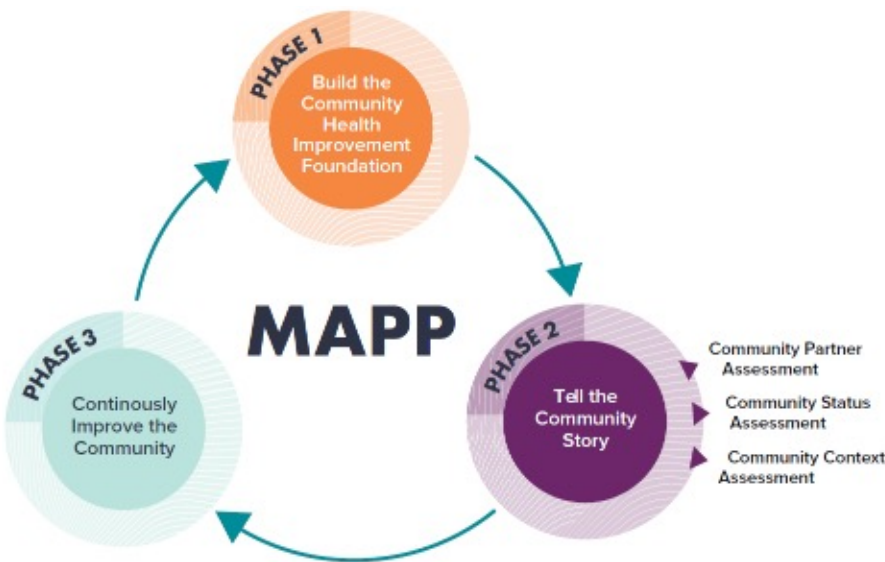 PHASE 1
Build the
Community
Health
Improvement
Foundation
MAPP
PHASE 2
Tell the
Community
Story
Community Partner
Assessment
Community Status
Assessment
Community Context
Assessment
PHASE 3
Continously
Improve the
Community